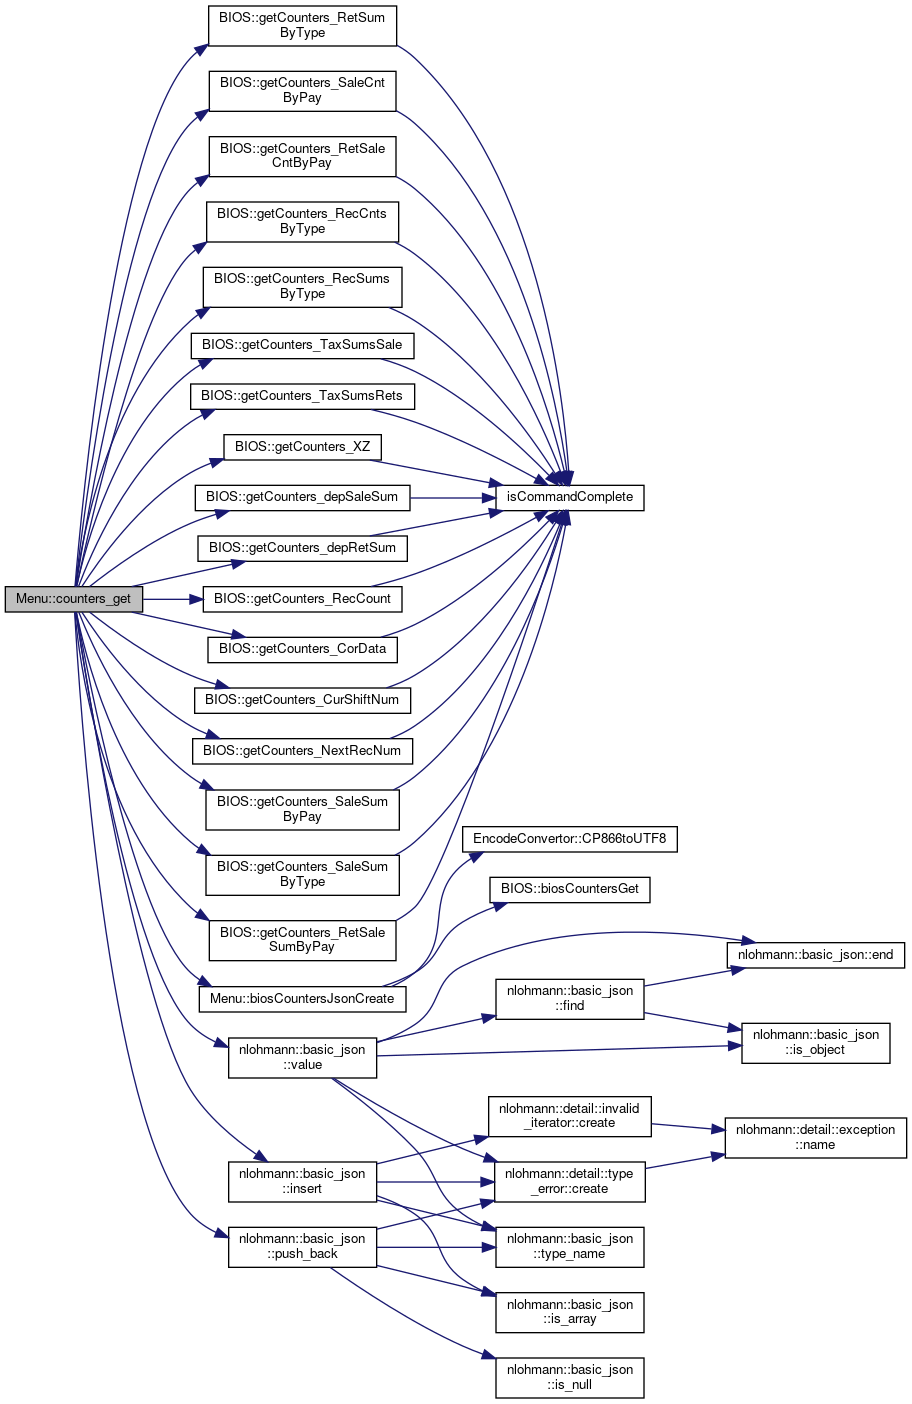 BIOS::getCounters_RetSum
ByType
BIOS::getCounters_SaleCnt
ByPay
BIOS::getCounters_RetSale
CntByPay
BIOS::getCounters_RecCnts
ByType
BIOS::getCounters_RecSums
ByType
BIOS::getCounters_TaxSumsSale
BIOS::getCounters_TaxSumsRets
BIOS::getCounters_XZ
BIOS::getCounters_depSaleSum
isCommandComplete
BIOS::getCounters_depRetSum
Menu::counters_get
BIOS::getCounters_RecCount
BIOS::getCounters_CorData
BIOS::getCounters_CurShiftNum
BIOS::getCounters_NextRecNum
BIOS::getCounters_SaleSum
ByPay
EncodeConvertor::CP866toUTF8
BIOS::getCounters_SaleSum
ByType
BIOS::biosCountersGet
BIOS::getCounters_RetSale
SumByPay
nlohmann::basic_json::end
Menu::biosCountersJsonCreate
nlohmann::basic_json
::find
nlohmann::basic_json
::is_object
nlohmann::basic_json
::value
nlohmann::detail::invalid
_iterator::create
nlohmann::detail::exception
::name
nlohmann::basic_json
::insert
nlohmann::detail::type
_error::create
nlohmann::basic_json
::push_back
nlohmann::basic_json
::type_name
nlohmann::basic_json
::is_array
nlohmann::basic_json
::is_null